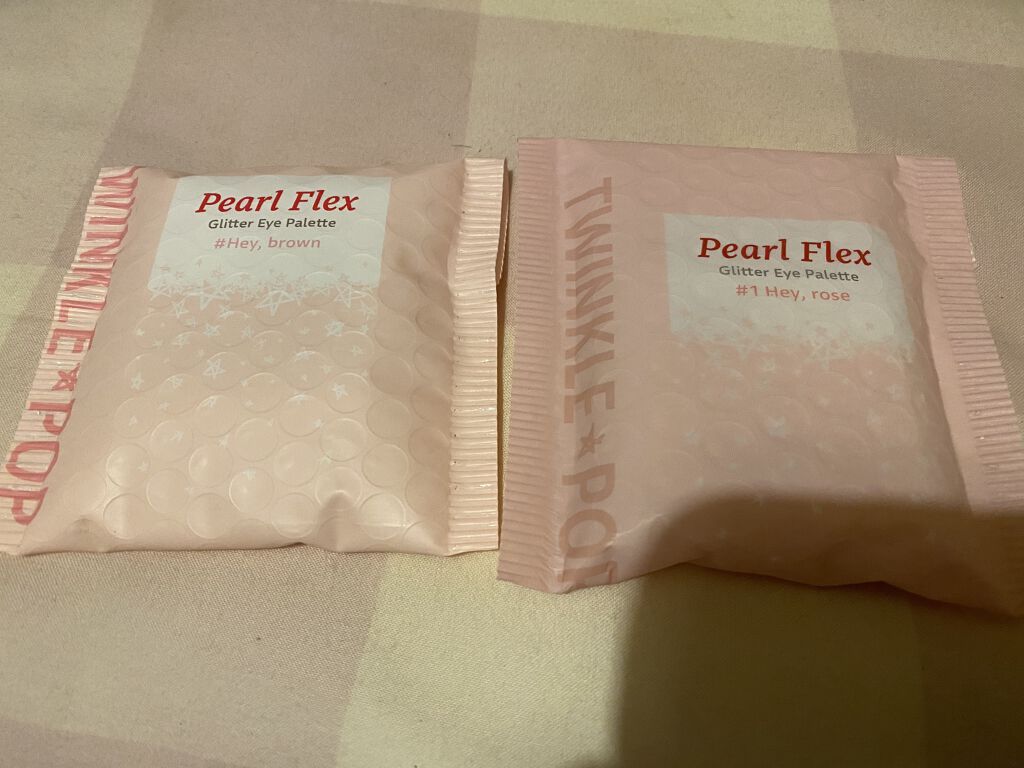 TWINKLE★POP
Pearl Flex
Glitter Eye Palette
#Hey, brown
TWINKLE★POP
Pearl Flex
Glitter Eye Palette
#1 Hey, rose